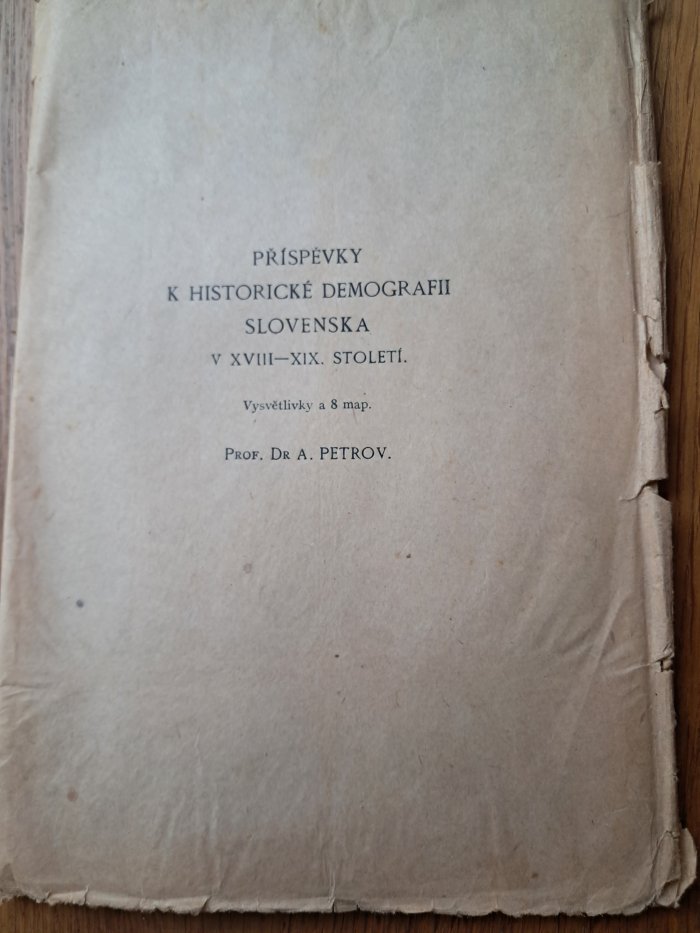 PŘÍSPĚVKY
K HISTORICKÉ DEMOGRAFII
SLOVENSKA
V XVIII—XIX. STOLETÍ.
Vysvětlivky a 8 map.
PROF. DR A. PETROV.